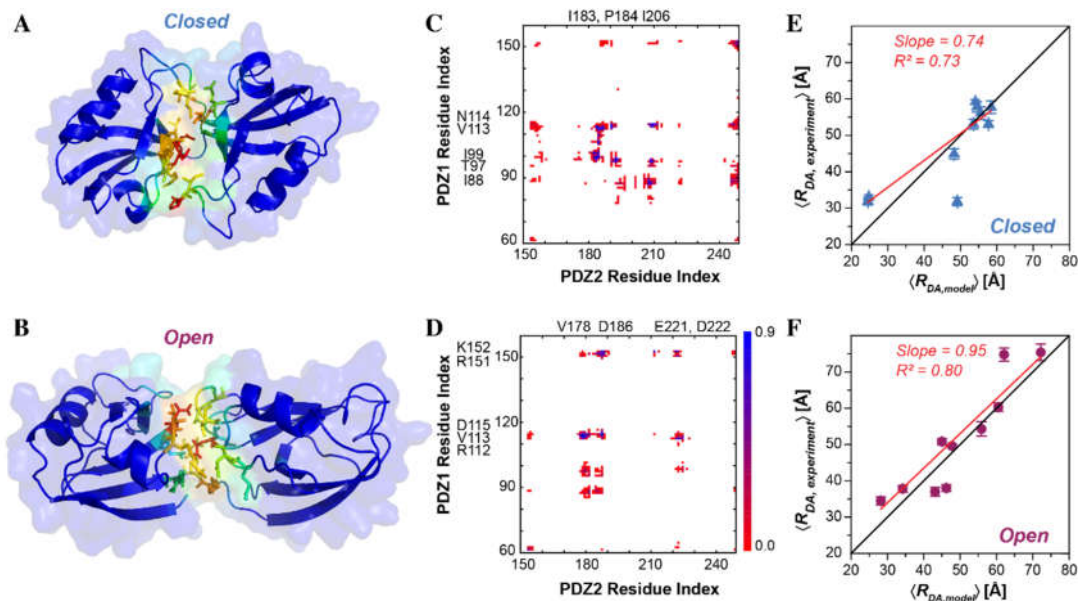 A
Closed
B
Open
C
I183, P184 I206
150
120
90
60
N114
V113
I99
T97
I88
PDZ1 Residue Index
150 180 210 240
PDZ2 Residue Index
D
V178 D186 E221, D222
K152
R151
150
120
90
60
D115
V113
R112
PDZ1 Residue Index
150 180 210 240
PDZ2 Residue Index
0.9
0.0
E
Slope = 0.74
R² = 0.73
80
70
60
50
40
30
20
⟨R_DA, experiment⟩ [Å]
Closed
20 30 40 50 60 70 80
⟨R_DA,model⟩ [Å]
F
Slope = 0.95
R² = 0.80
70
60
50
40
30
20
⟨R_DA, experiment⟩ [Å]
Open
20 30 40 50 60 70 80
⟨R_DA,model⟩ [Å]